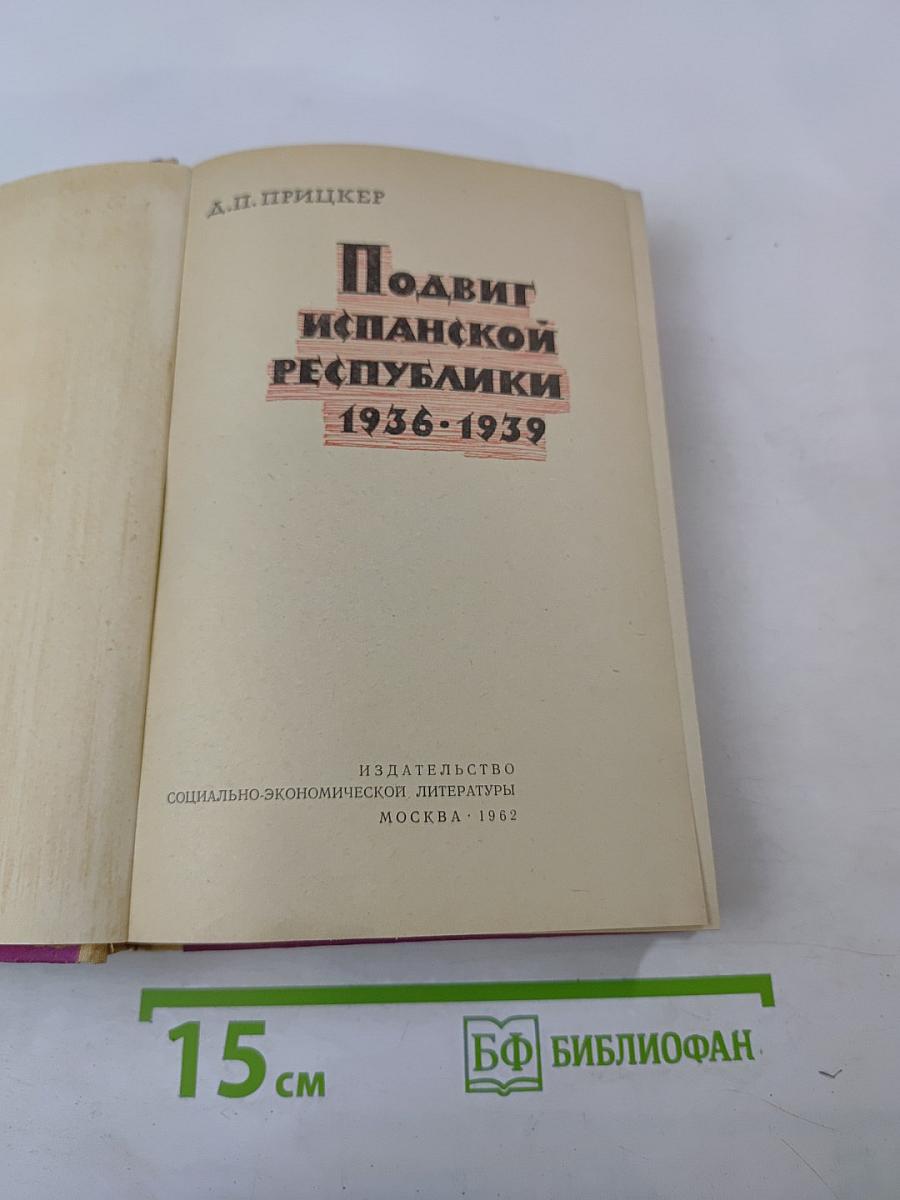 Д.П. ПРИЦКЕР
ПОДВИГ
ИСПАНСКОЙ
РЕСПУБЛИКИ
1936 • 1939
ИЗДАТЕЛЬСТВО
СОЦИАЛЬНО-ЭКОНОМИЧЕСКОЙ ЛИТЕРАТУРЫ
МОСКВА • 1962
15 см
БФ БИБЛИОФАН